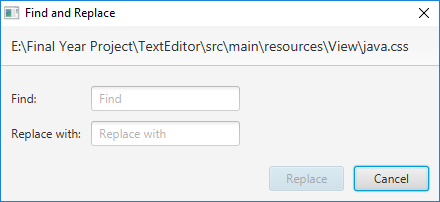 Find and Replace
E:\Final Year Project\TextEditor\src\main\resources\View\java.css
Find: Find
Replace with: Replace with
Replace Cancel